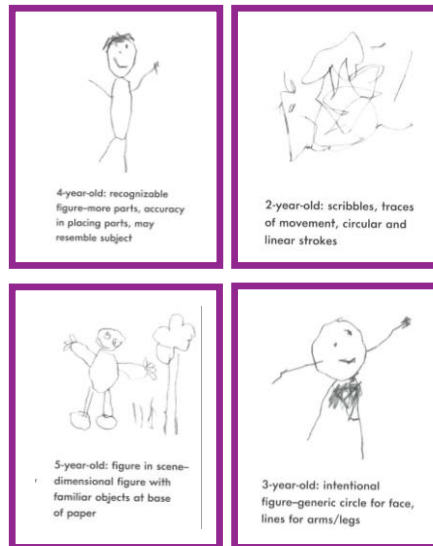 4-year-old: recognizable
figure–more parts, accuracy
in placing parts, may
resemble subject
2-year-old: scribbles, traces
of movement, circular and
linear strokes
5-year-old: figure in scene–
dimensional figure with
familiar objects at base
of paper
3-year-old: intentional
figure–generic circle for face,
lines for arms/legs